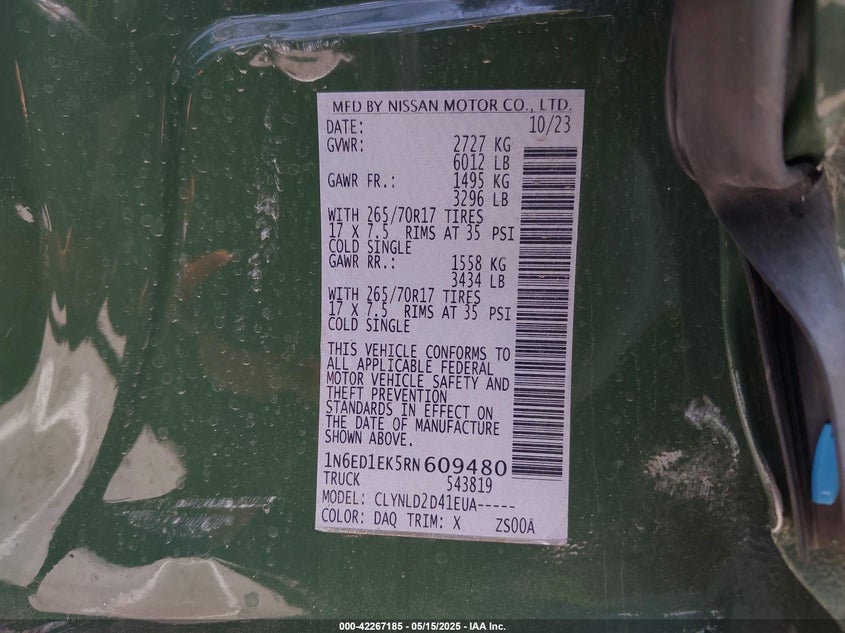 MFD BY NISSAN MOTOR CO., LTD.
DATE: 10/23
GVWR: 2727 KG
6012 LB
GAWR FR.: 1495 KG
3296 LB
WITH 265/70R17 TIRES
17 X 7.5 RIMS AT 35 PSI
COLD SINGLE
GAWR RR.: 1558 KG
3434 LB
WITH 265/70R17 TIRES
17 X 7.5 RIMS AT 35 PSI
COLD SINGLE
THIS VEHICLE CONFORMS TO
ALL APPLICABLE FEDERAL
MOTOR VEHICLE SAFETY AND
THEFT PREVENTION
STANDARDS IN EFFECT ON
THE DATE OF MANUFACTURE
SHOWN ABOVE.
1N6ED1EK5RN609480
TRUCK 543819
MODEL: CLYNLD2D41EUA-----
COLOR: DAQ TRIM: X ZS00A
000-42267185 - 05/15/2025 - IAA Inc.